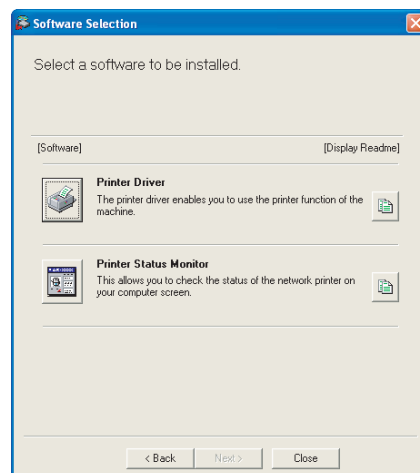 Software Selection
Select a software to be installed.
[Software] [Display Readme]
Printer Driver
The printer driver enables you to use the printer function of the
machine.
Printer Status Monitor
This allows you to check the status of the network printer on
your computer screen.
< Back Next > Close